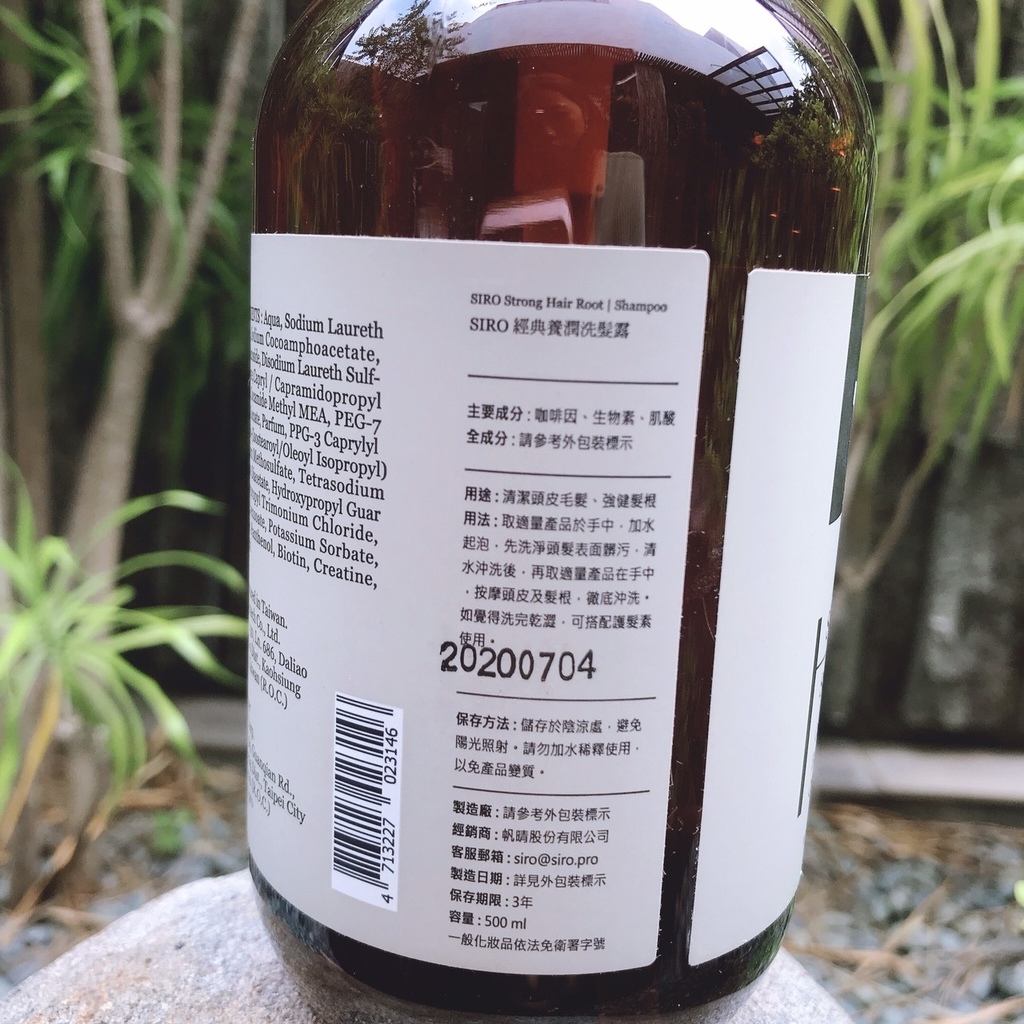 Aqua, Sodium Laureth
Cocoamphoacetate,
Disodium Laureth Sulf-
Capryl / Capramidopropyl
Methyl MEA, PEG-7
Parfum, PPG-3 Caprylyl
Isopropyl)
Methosulfate, Tetrasodium
Hydroxypropyl Guar
Trimonium Chloride,
Potassium Sorbate,
Biotin, Creatine,
in Taiwan.
Co., Ltd.
Ln. 686, Daliao
Kaohsiung
(R.O.C.)
Guanqian Rd.,
Taipei City
4 713227 023146
SIRO Strong Hair Root | Shampoo
SIRO 經典養潤洗髮露
主要成分：咖啡因、生物素、肌酸
全成分：請參考外包裝標示
用途：清潔頭皮毛髮、強健髮根
用法：取適量產品於手中，加水
起泡，先洗淨頭髮表面髒污，清
水沖洗後，再取適量產品在手中
，按摩頭皮及髮根，徹底沖洗。
如覺得洗完乾澀，可搭配護髮素
使用。
20200704
保存方法：儲存於陰涼處，避免
陽光照射。請勿加水稀釋使用，
以免產品變質。
製造廠：請參考外包裝標示
經銷商：帆晴股份有限公司
客服郵箱：siro@siro.pro
製造日期：詳見外包裝標示
保存期限：3年
容量：500 ml
一般化妝品依法免衛署字號